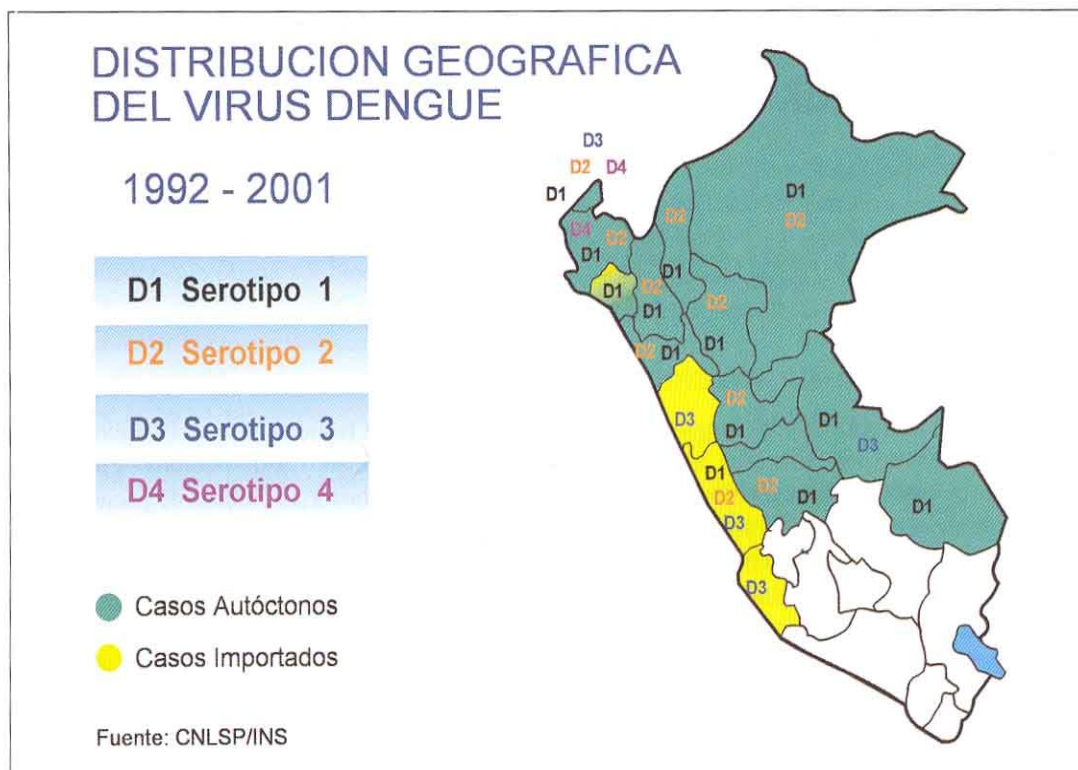 DISTRIBUCION GEOGRAFICA
DEL VIRUS DENGUE
1992 - 2001
D1 Serotipo 1
D2 Serotipo 2
D3 Serotipo 3
D4 Serotipo 4
Casos Autóctonos
Casos Importados
Fuente: CNLSP/INS
D3
D2 D4
D1
D1
D2
D4 D2
D2
D1
D1
D1
D2
D2
D1
D1
D2 D1
D2
D3
D1
D1
D3
D1
D2
D3
D2
D1
D1
D3